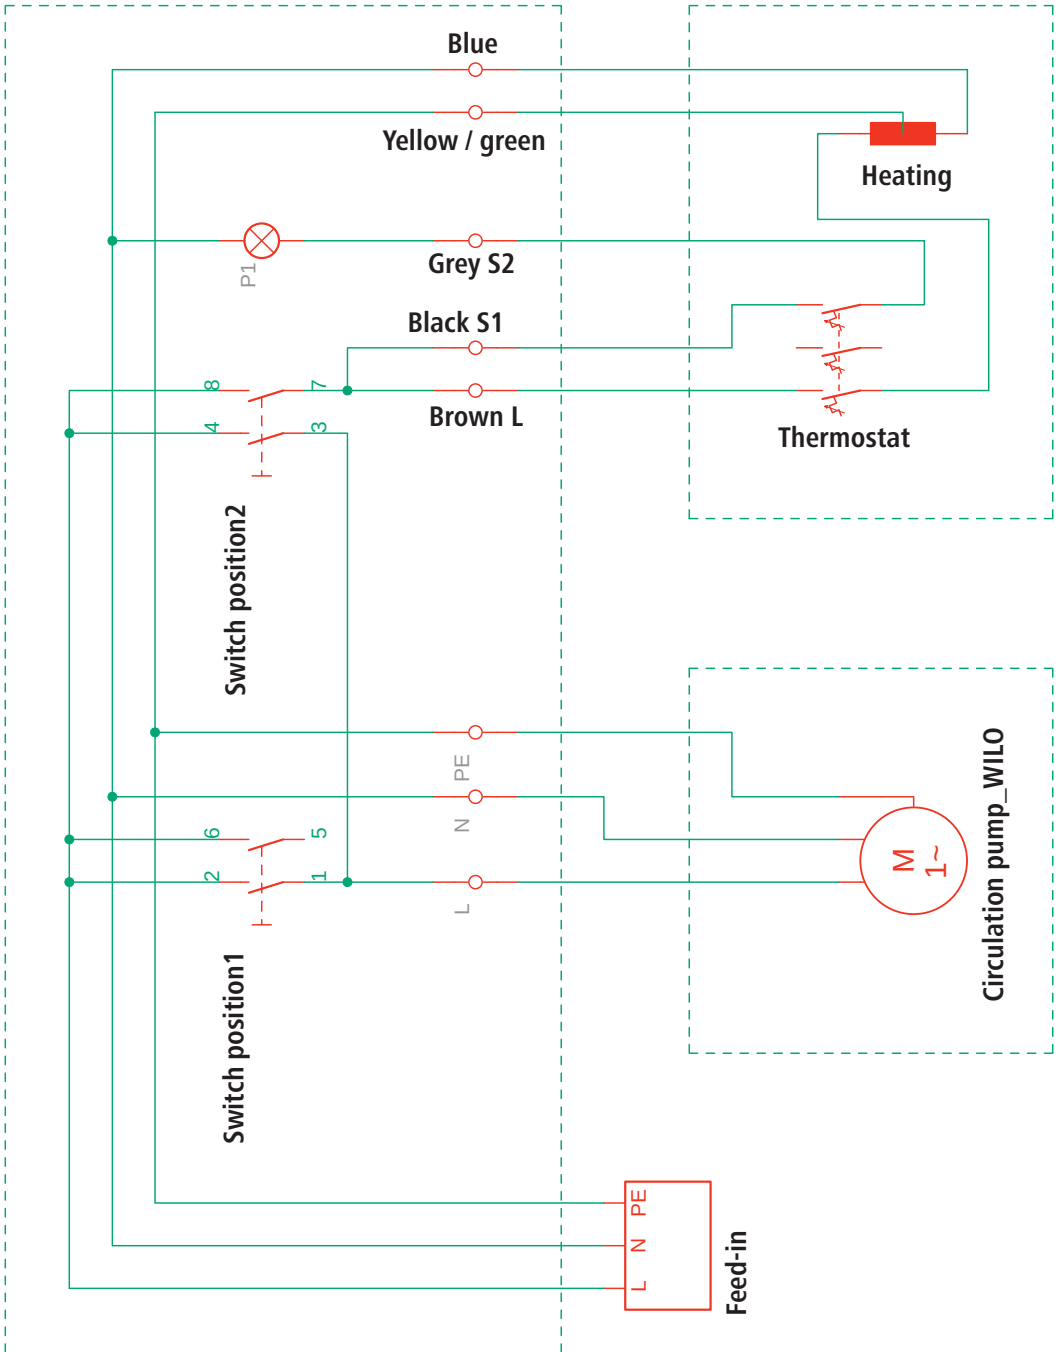 Blue
Yellow / green
Heating
P1
Grey S2
Black S1
8
7
Brown L
4
3
Thermostat
Switch position2
PE
N
6
5
2
1
L
M
1~
Circulation pump_WILO
Switch position1
PE
N
L
Feed-in